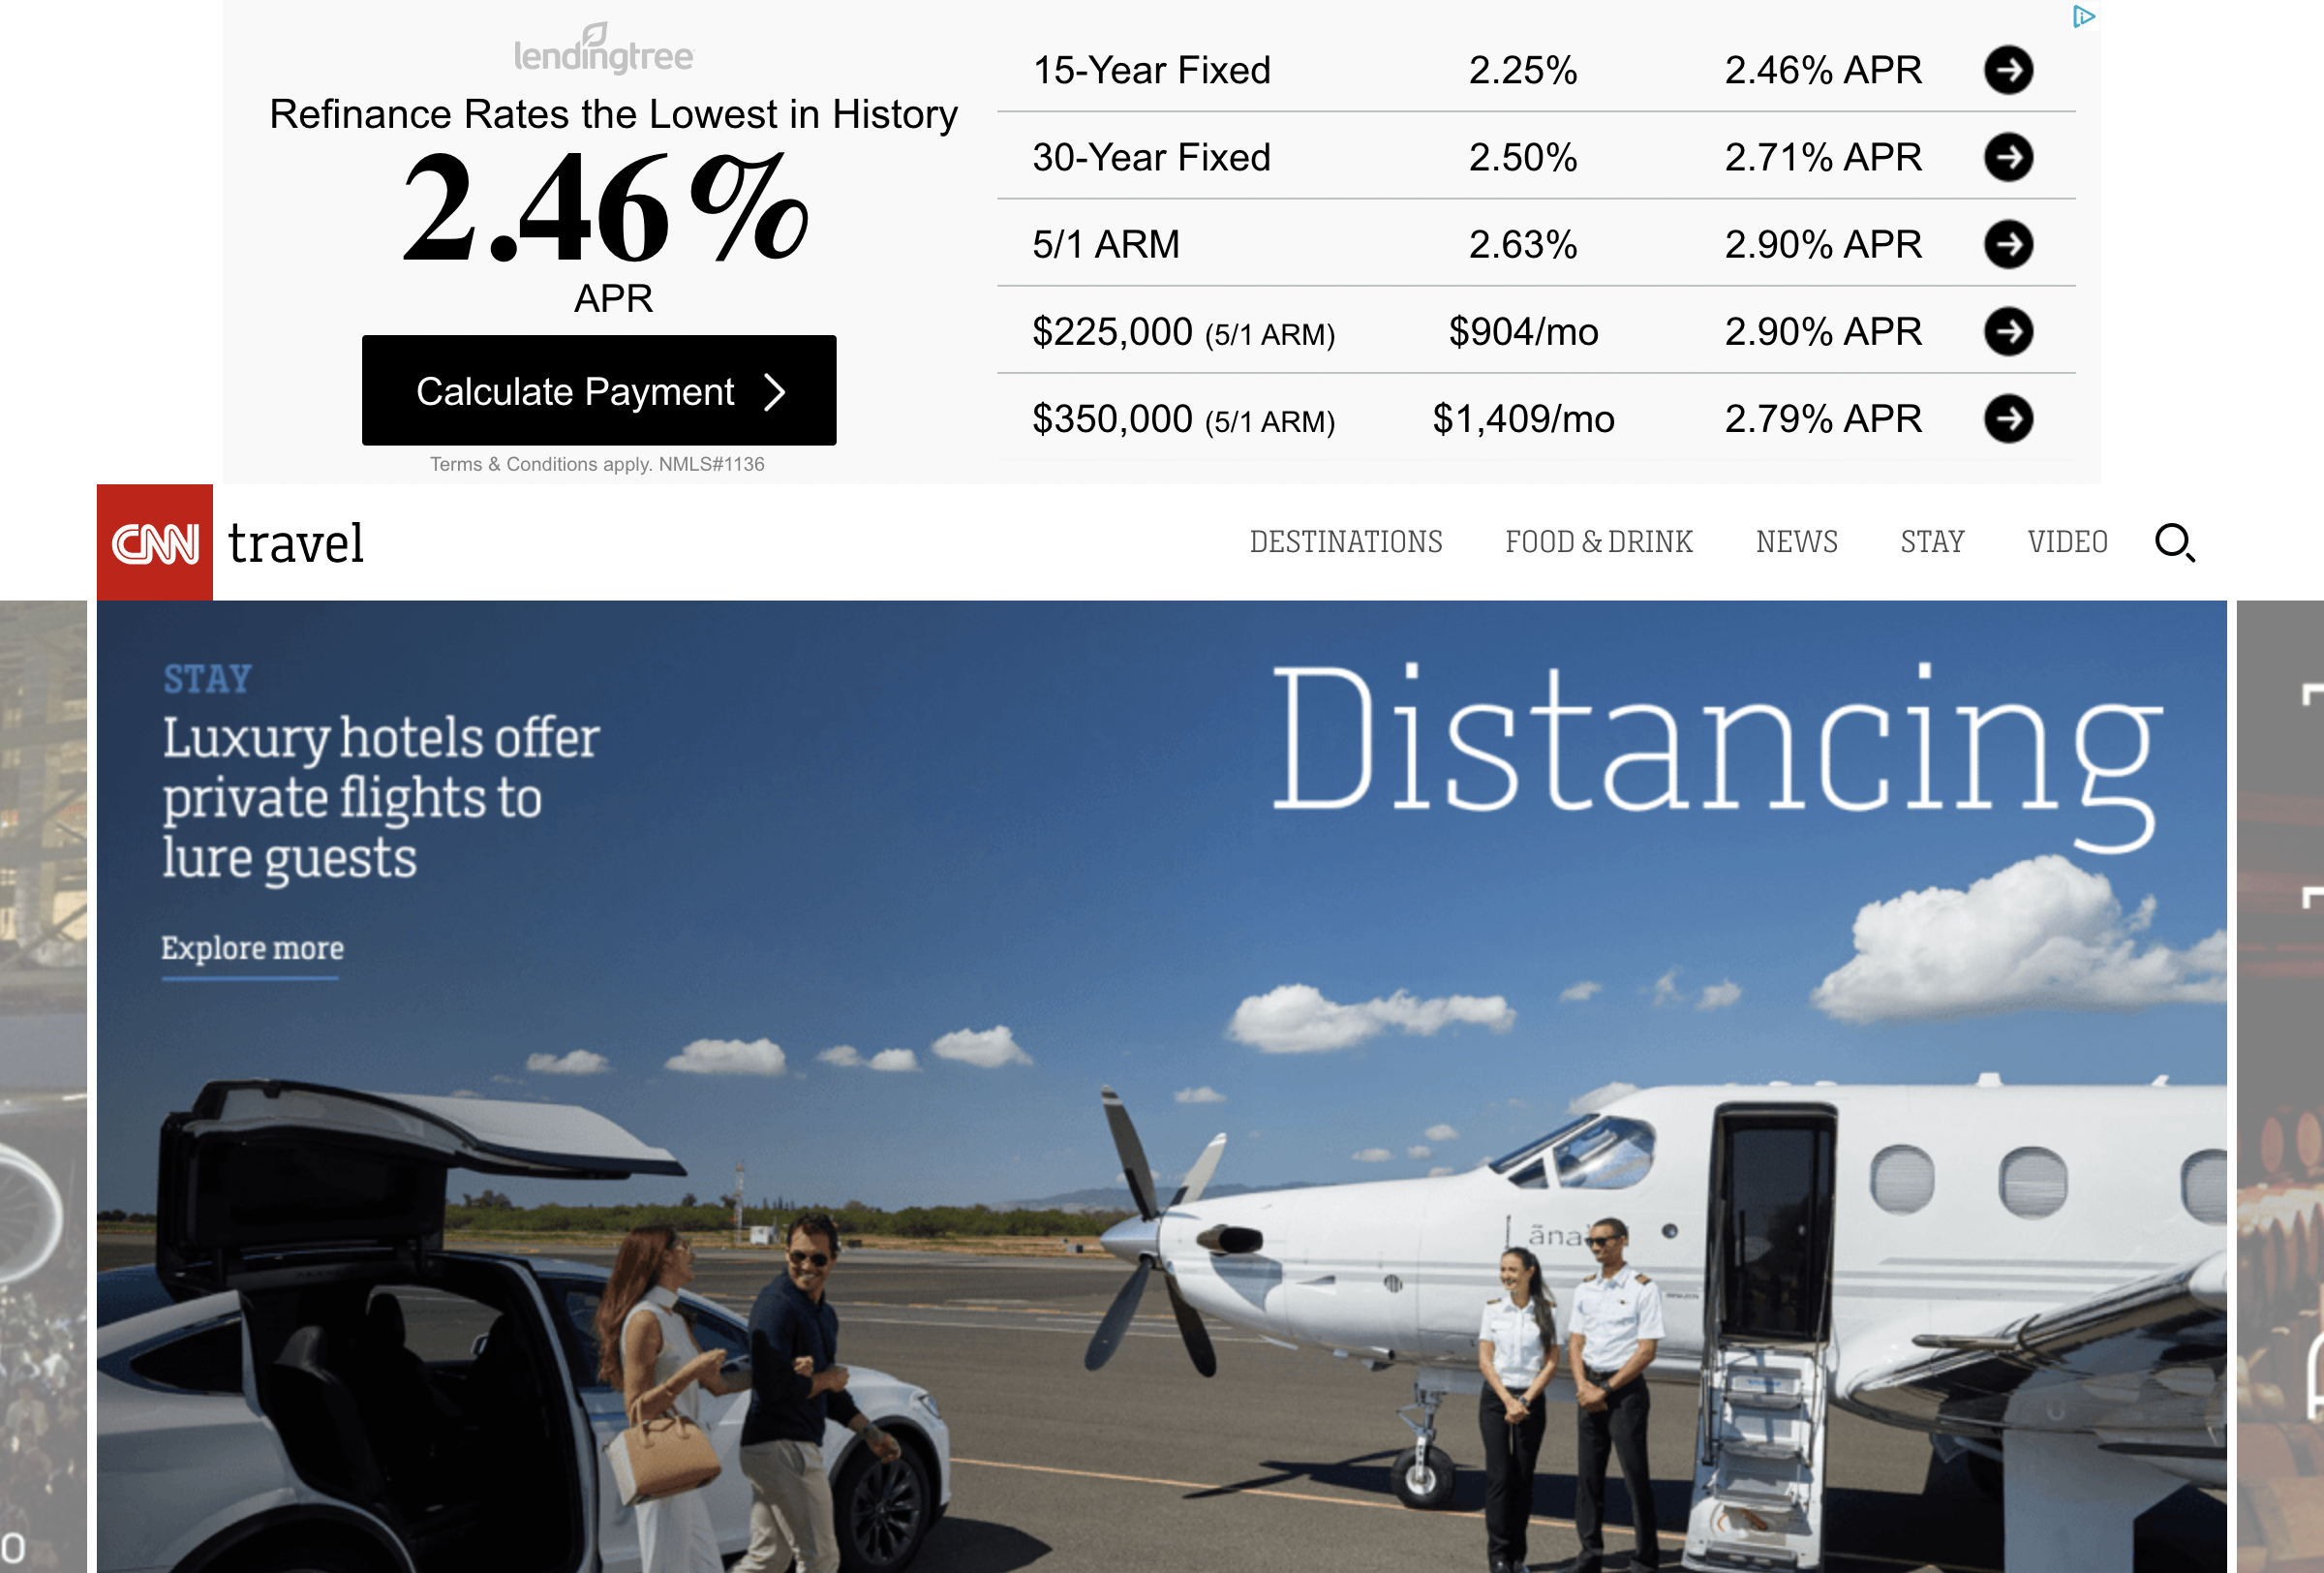 lendingtree
Refinance Rates the Lowest in History
2.46%
APR
Calculate Payment
Terms & Conditions apply. NMLS#1136
15-Year Fixed 2.25% 2.46% APR
30-Year Fixed 2.50% 2.71% APR
5/1 ARM 2.63% 2.90% APR
$225,000 (5/1 ARM) $904/mo 2.90% APR
$350,000 (5/1 ARM) $1,409/mo 2.79% APR
CNN travel
DESTINATIONS FOOD & DRINK NEWS STAY VIDEO
STAY
Luxury hotels offer
private flights to
lure guests
Explore more
Distancing